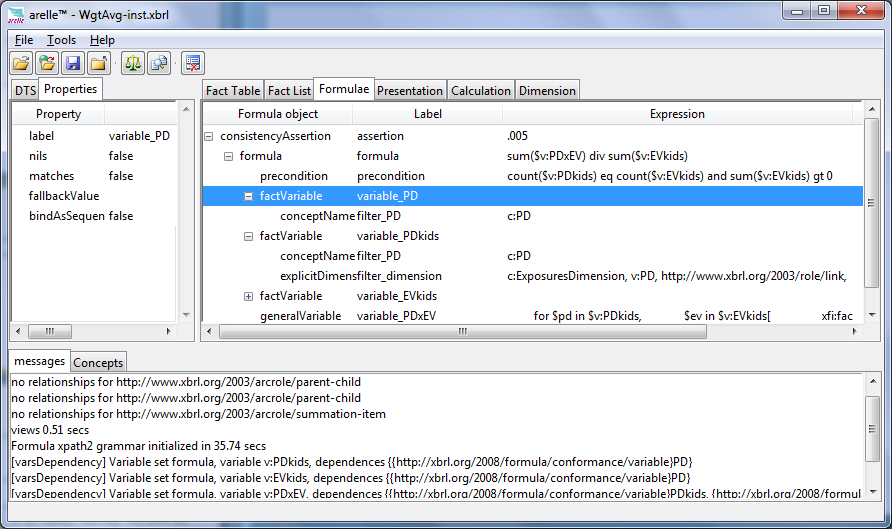 arelle™ - WgtAvg-inst.xbrl
File Tools Help
DTS Properties
Fact Table Fact List Formulae Presentation Calculation Dimension
Property
label variable_PD
nils false
matches false
fallbackValue
bindAsSequen false
Formula object Label Expression
consistencyAssertion assertion .005
formula formula sum($v:PDxEV) div sum($v:EVkids)
precondition precondition count($v:PDkids) eq count($v:EVkids) and sum($v:EVkids) gt 0
factVariable variable_PD
conceptName filter_PD c:PD
factVariable variable_PDkids
conceptName filter_PD c:PD
explicitDimens filter_dimension c:ExposuresDimension, v:PD, http://www.xbrl.org/2003/role/link,
factVariable variable_EVkids
generalVariable variable_PDxEV for $pd in $v:PDkids, $ev in $v:EVkids[ xfi:fac
messages Concepts
no relationships for http://www.xbrl.org/2003/arcrole/parent-child
no relationships for http://www.xbrl.org/2003/arcrole/parent-child
no relationships for http://www.xbrl.org/2003/arcrole/summation-item
views 0.51 secs
Formula xpath2 grammar initialized in 35.74 secs
[varsDependency] Variable set formula, variable v:PDkids, dependences {{http://xbrl.org/2008/formula/conformance/variable}PD}
[varsDependency] Variable set formula, variable v:EVkids, dependences {{http://xbrl.org/2008/formula/conformance/variable}PD}
[varsDependency] Variable set formula, variable v:PDxEV, dependences {{http://xbrl.org/2008/formula/conformance/variable}PDkids, {http://xbrl.org/2008/formul